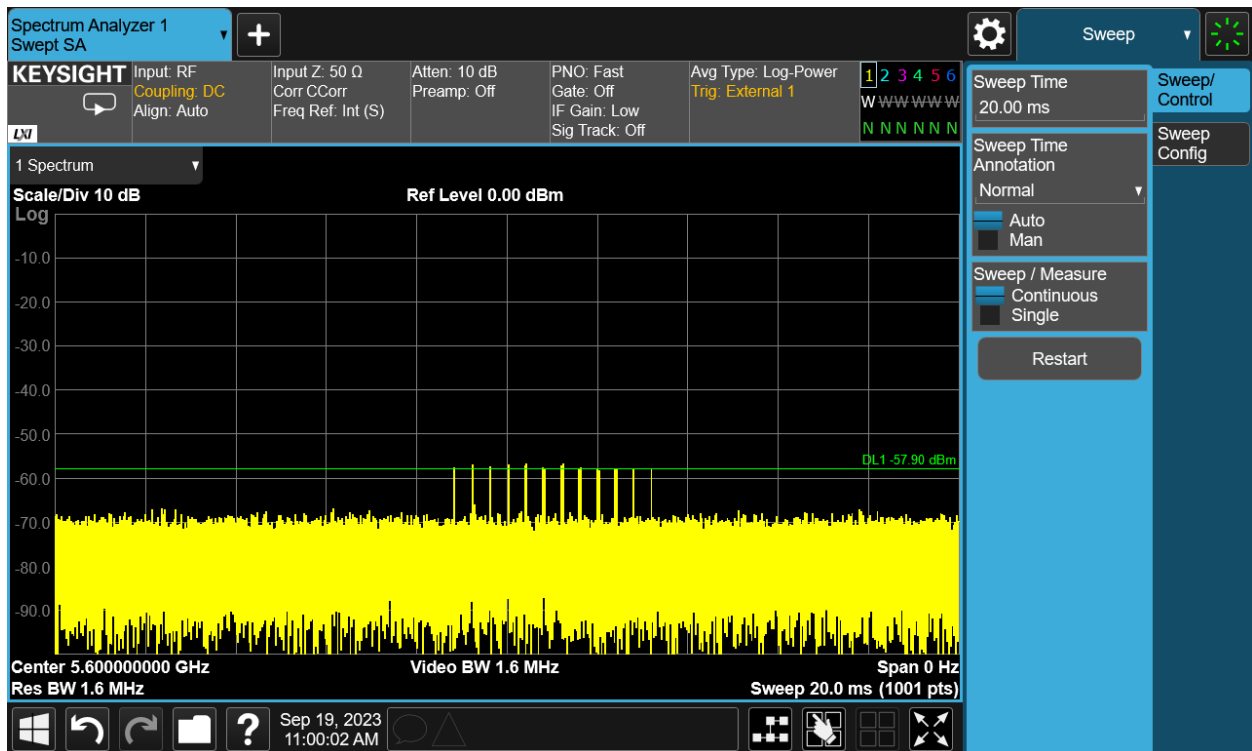 Spectrum Analyzer 1
Swept SA
+
Sweep
KEYSIGHT
LXI
Input: RF
Coupling: DC
Align: Auto
Input Z: 50 Ω
Corr CCorr
Freq Ref: Int (S)
Atten: 10 dB
Preamp: Off
PNO: Fast
Gate: Off
IF Gain: Low
Sig Track: Off
Avg Type: Log-Power
Trig: External 1
1 2 3 4 5 6
W W W W W W
N N N N N N
1 Spectrum
Scale/Div 10 dB
Ref Level 0.00 dBm
Log
-10.0
-20.0
-30.0
-40.0
-50.0
DL1 -57.90 dBm
-60.0
-70.0
-80.0
-90.0
Center 5.600000000 GHz
Video BW 1.6 MHz
Span 0 Hz
Res BW 1.6 MHz
Sweep 20.0 ms (1001 pts)
Sweep Time
20.00 ms
Sweep Time
Annotation
Normal
Auto
Man
Sweep / Measure
Continuous
Single
Restart
Sweep/
Control
Sweep
Config
?
Sep 19, 2023
11:00:02 AM